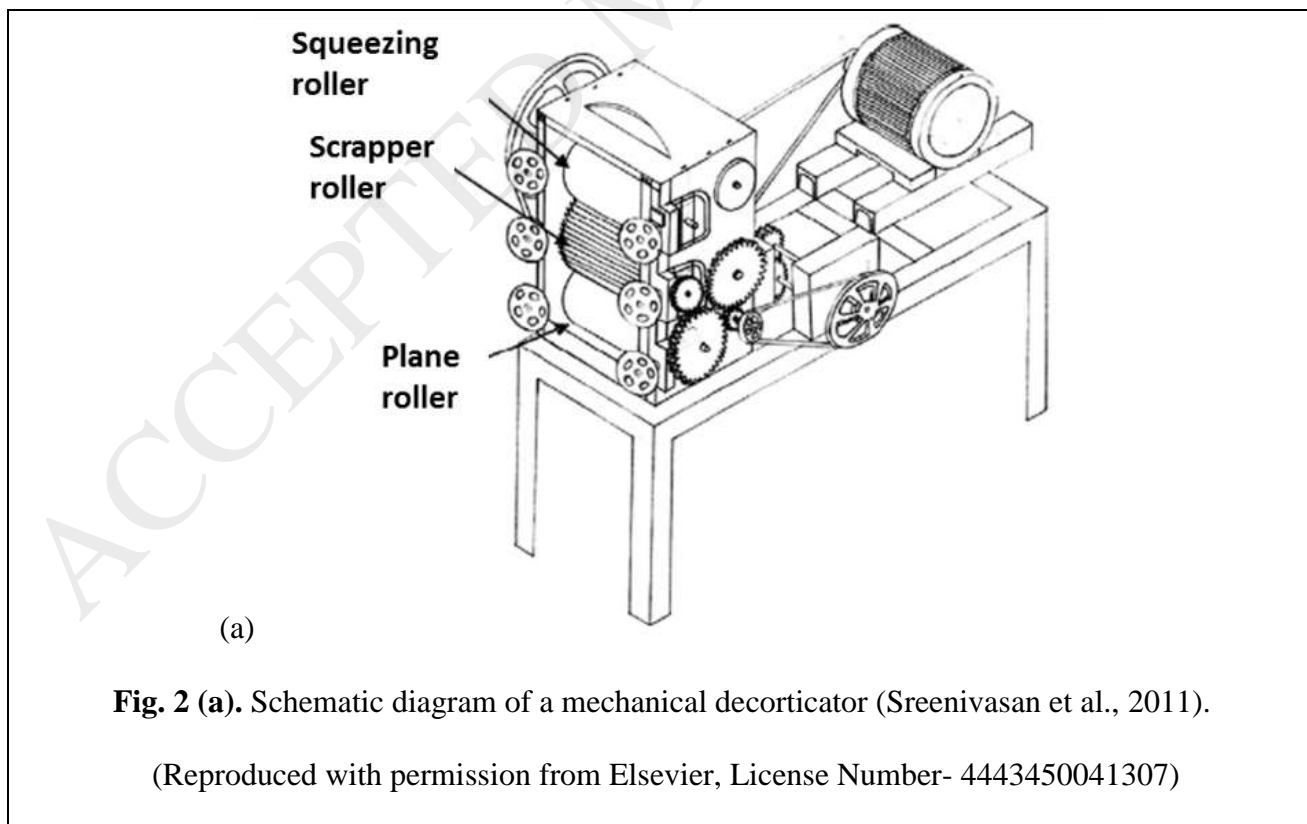 ACCEPTED M
Squeezing
roller
Scrapper
roller
Plane
roller
(a)
Fig. 2 (a). Schematic diagram of a mechanical decorticator (Sreenivasan et al., 2011).
(Reproduced with permission from Elsevier, License Number- 4443450041307)